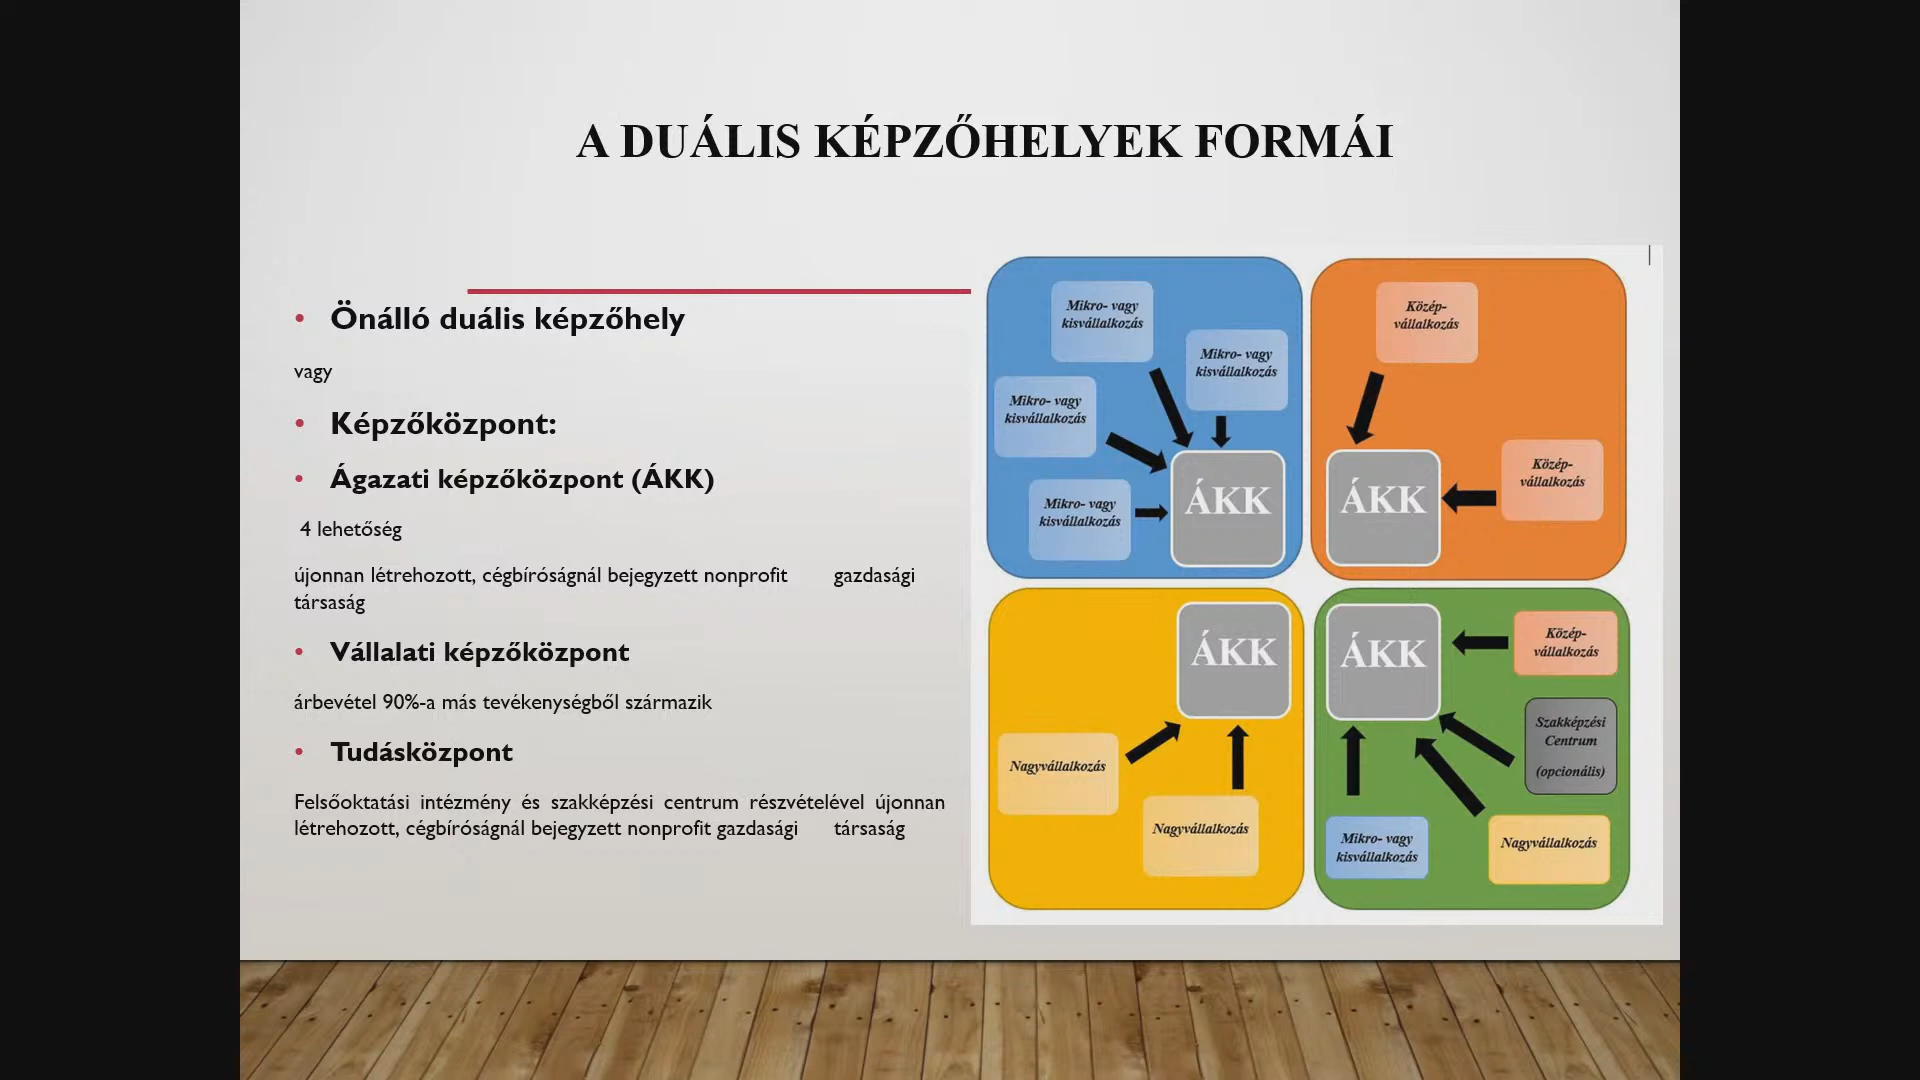 A DUÁLIS KÉPZŐHELYEK FORMÁI
• Önálló duális képzőhely
vagy
• Képzőközpont:
• Ágazati képzőközpont (ÁKK)
4 lehetőség
újonnan létrehozott, cégbíróságnál bejegyzett nonprofit gazdasági
társaság
• Vállalati képzőközpont
árbevétel 90%-a más tevékenységből származik
• Tudásközpont
Felsőoktatási intézmény és szakképzési centrum részvételével újonnan
létrehozott, cégbíróságnál bejegyzett nonprofit gazdasági társaság
Mikro- vagy
kisvállalkozás
Mikro- vagy
kisvállalkozás
Mikro- vagy
kisvállalkozás
Mikro- vagy
kisvállalkozás
ÁKK
Közép-
vállalkozás
Közép-
vállalkozás
ÁKK
ÁKK
Nagyvállalkozás
Nagyvállalkozás
ÁKK
Közép-
vállalkozás
Szakképzési
Centrum
(opcionális)
Mikro- vagy
kisvállalkozás
Nagyvállalkozás